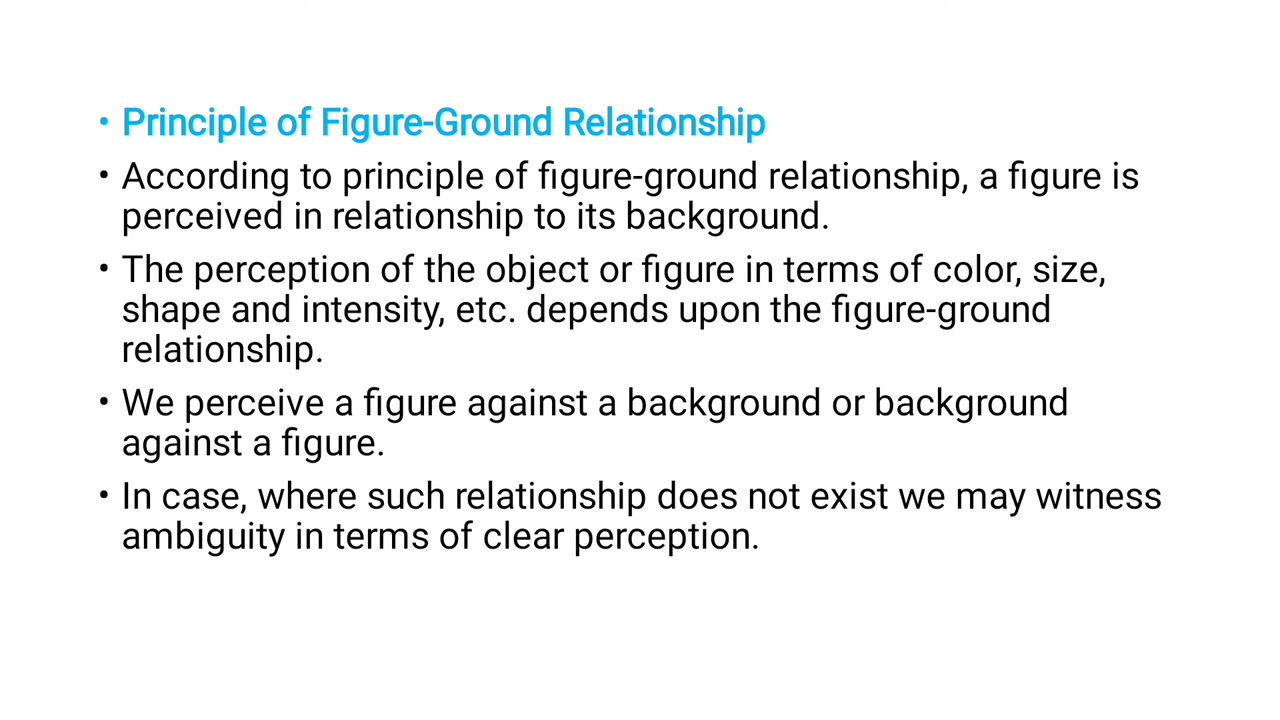 • Principle of Figure-Ground Relationship
• According to principle of figure-ground relationship, a figure is
perceived in relationship to its background.
• The perception of the object or figure in terms of color, size,
shape and intensity, etc. depends upon the figure-ground
relationship.
• We perceive a figure against a background or background
against a figure.
• In case, where such relationship does not exist we may witness
ambiguity in terms of clear perception.